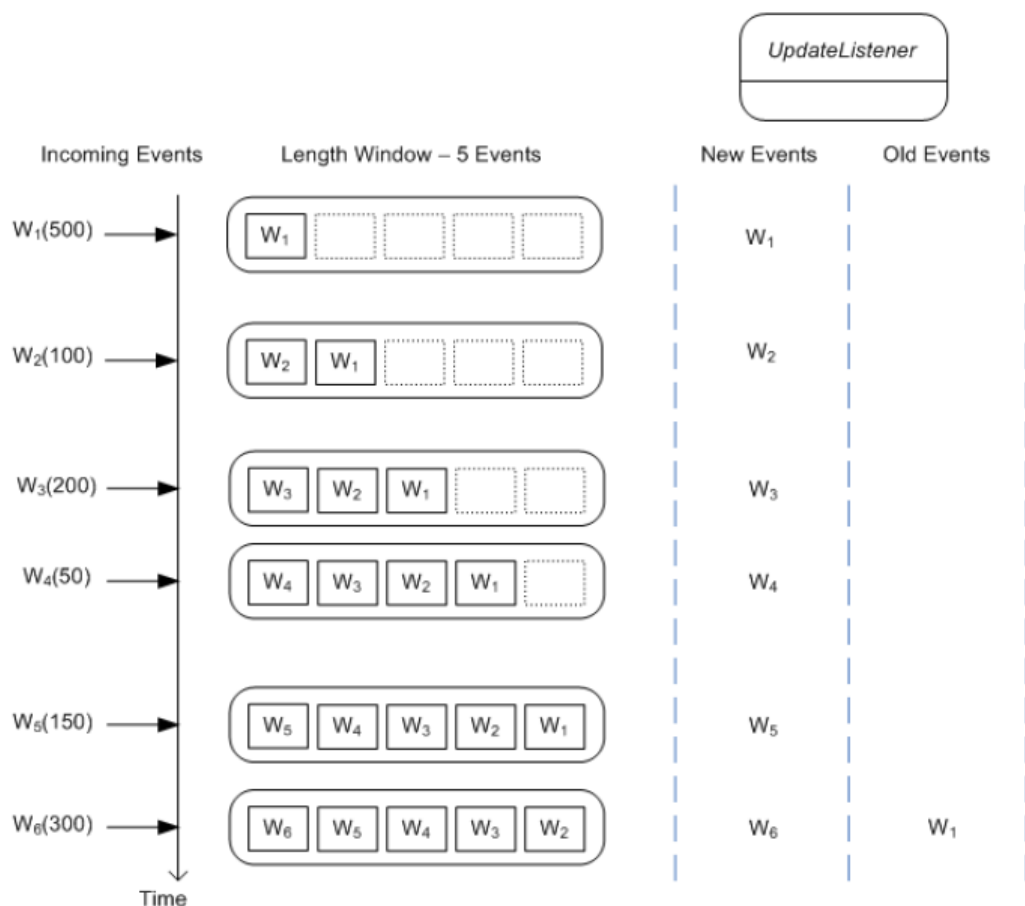 UpdateListener
Incoming Events Length Window – 5 Events New Events Old Events
W₁(500) W₁ W₁
W₂(100) W₂ W₁ W₂
W₃(200) W₃ W₂ W₁ W₃
W₄(50) W₄ W₃ W₂ W₁ W₄
W₅(150) W₅ W₄ W₃ W₂ W₁ W₅
W₆(300) W₆ W₅ W₄ W₃ W₂ W₆ W₁
Time